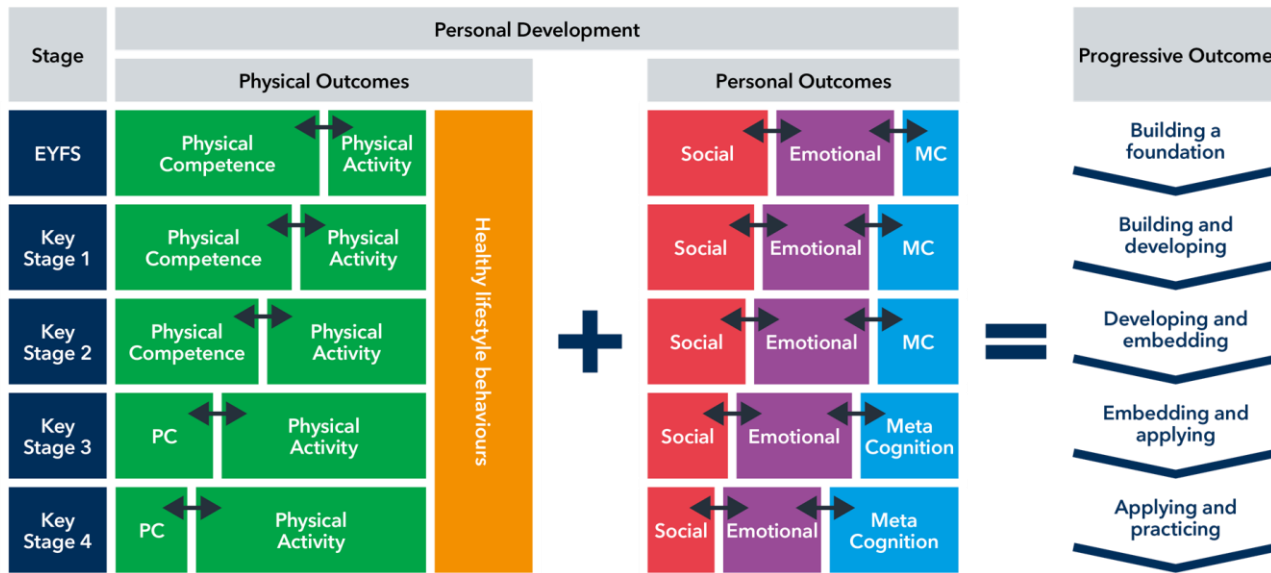 Stage
Personal Development
Physical Outcomes
Personal Outcomes
Progressive Outcome
EYFS
Physical
Competence
Physical
Activity
Social
Emotional
MC
Building a
foundation
Key
Stage 1
Physical
Competence
Physical
Activity
Social
Emotional
MC
Building and
developing
Healthy lifestyle behaviours
Key
Stage 2
Physical
Competence
Physical
Activity
Social
Emotional
MC
Developing and
embedding
Key
Stage 3
PC
Physical
Activity
Social
Emotional
Meta
Cognition
Embedding and
applying
Key
Stage 4
PC
Physical
Activity
Social
Emotional
Meta
Cognition
Applying and
practicing